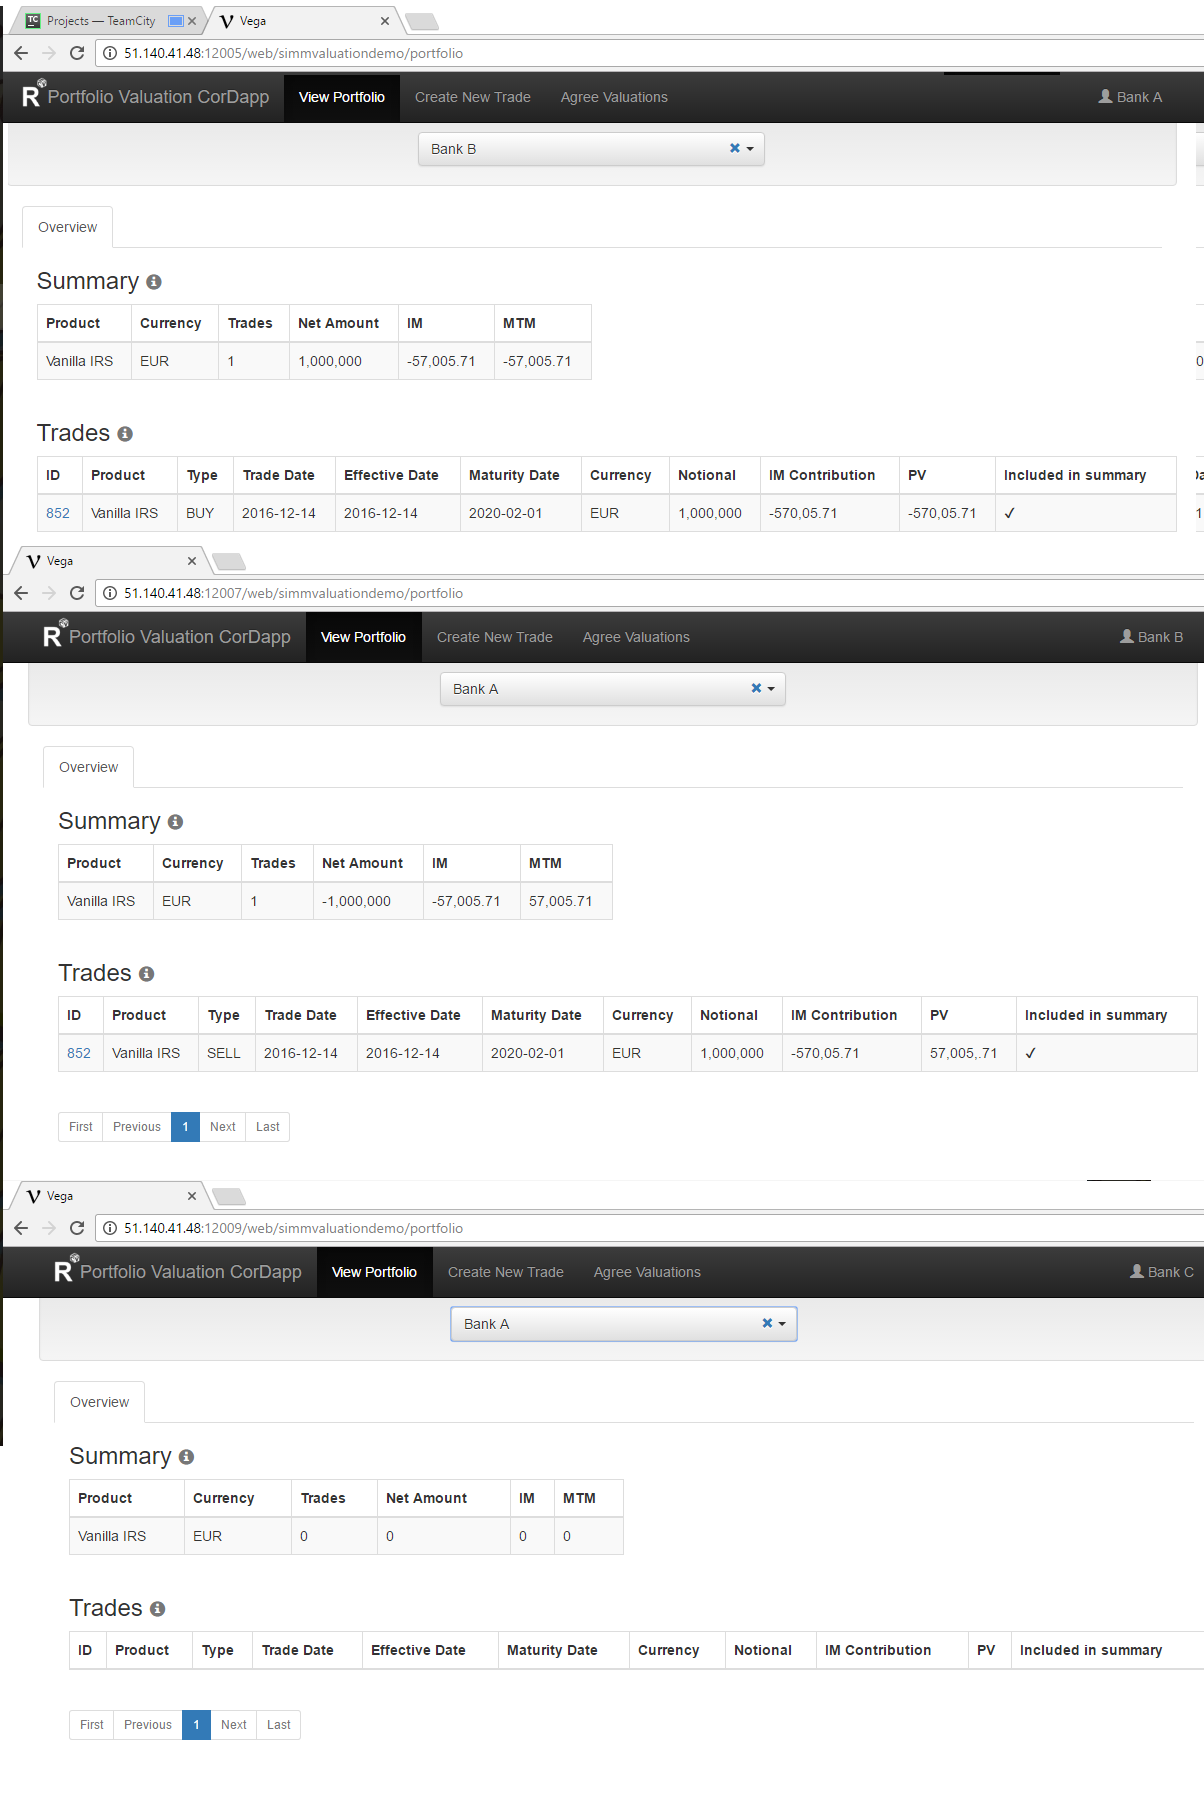 TC Projects — TeamCity
V Vega
51.140.41.48:12005/web/simmvaluationdemo/portfolio
R Portfolio Valuation CorDapp View Portfolio Create New Trade Agree Valuations Bank A
Bank B
Overview
Summary
Product Currency Trades Net Amount IM MTM
Vanilla IRS EUR 1 1,000,000 -57,005.71 -57,005.71
Trades
ID Product Type Trade Date Effective Date Maturity Date Currency Notional IM Contribution PV Included in summary
852 Vanilla IRS BUY 2016-12-14 2016-12-14 2020-02-01 EUR 1,000,000 -570,05.71 -570,05.71 ✓
V Vega
51.140.41.48:12007/web/simmvaluationdemo/portfolio
R Portfolio Valuation CorDapp View Portfolio Create New Trade Agree Valuations Bank B
Bank A
Overview
Summary
Product Currency Trades Net Amount IM MTM
Vanilla IRS EUR 1 -1,000,000 -57,005.71 57,005.71
Trades
ID Product Type Trade Date Effective Date Maturity Date Currency Notional IM Contribution PV Included in summary
852 Vanilla IRS SELL 2016-12-14 2016-12-14 2020-02-01 EUR 1,000,000 -570,05.71 57,005,.71 ✓
First Previous 1 Next Last
V Vega
51.140.41.48:12009/web/simmvaluationdemo/portfolio
R Portfolio Valuation CorDapp View Portfolio Create New Trade Agree Valuations Bank C
Bank A
Overview
Summary
Product Currency Trades Net Amount IM MTM
Vanilla IRS EUR 0 0 0 0
Trades
ID Product Type Trade Date Effective Date Maturity Date Currency Notional IM Contribution PV Included in summary
First Previous 1 Next Last